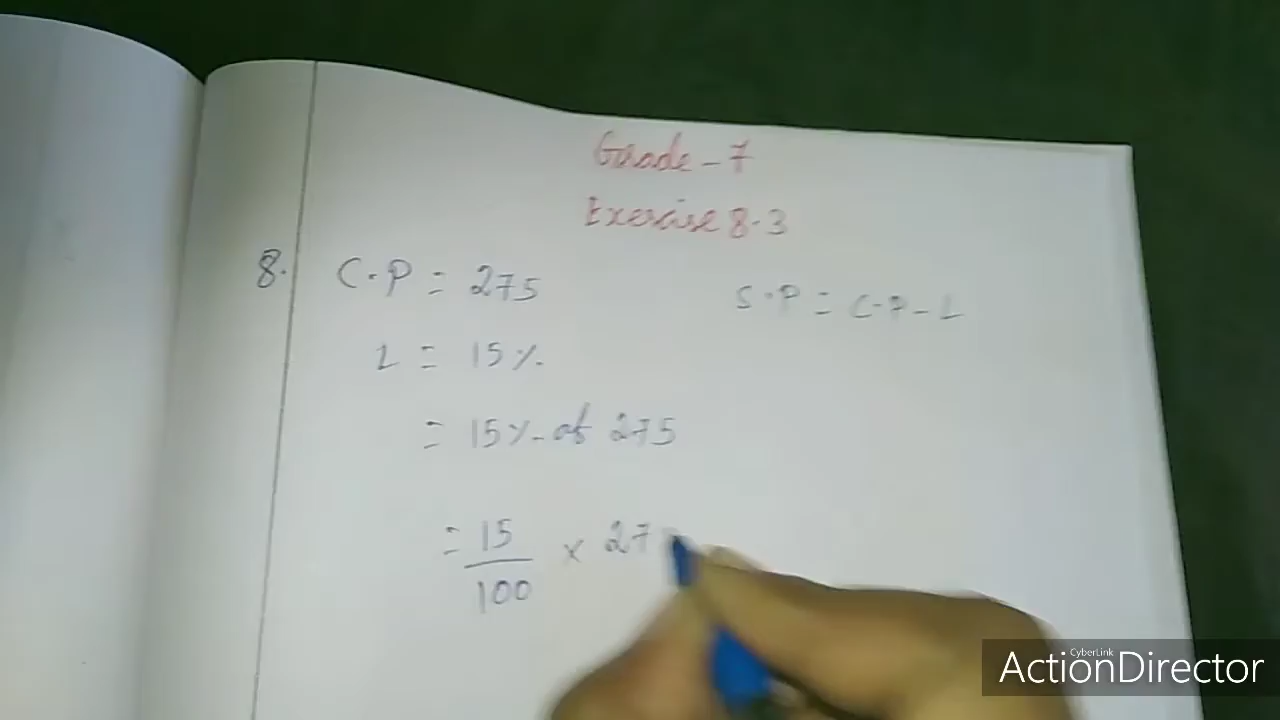 Grade - 7
Exercise 8.3
8. C.P = 275
S.P = C.P - L
L = 15%
= 15% of 275
= 15/100 × 27
CyberLink
ActionDirector